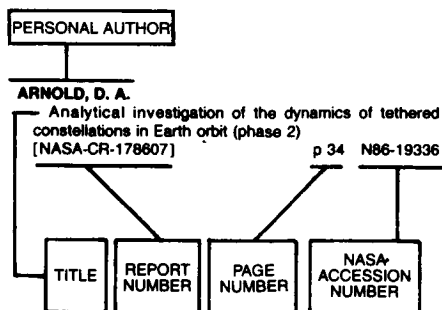 PERSONAL AUTHOR
ARNOLD, D. A.
Analytical investigation of the dynamics of tethered
constellations in Earth orbit (phase 2)
[NASA-CR-178607] p 34 N86-19336
TITLE
REPORT
NUMBER
PAGE
NUMBER
NASA
ACCESSION
NUMBER